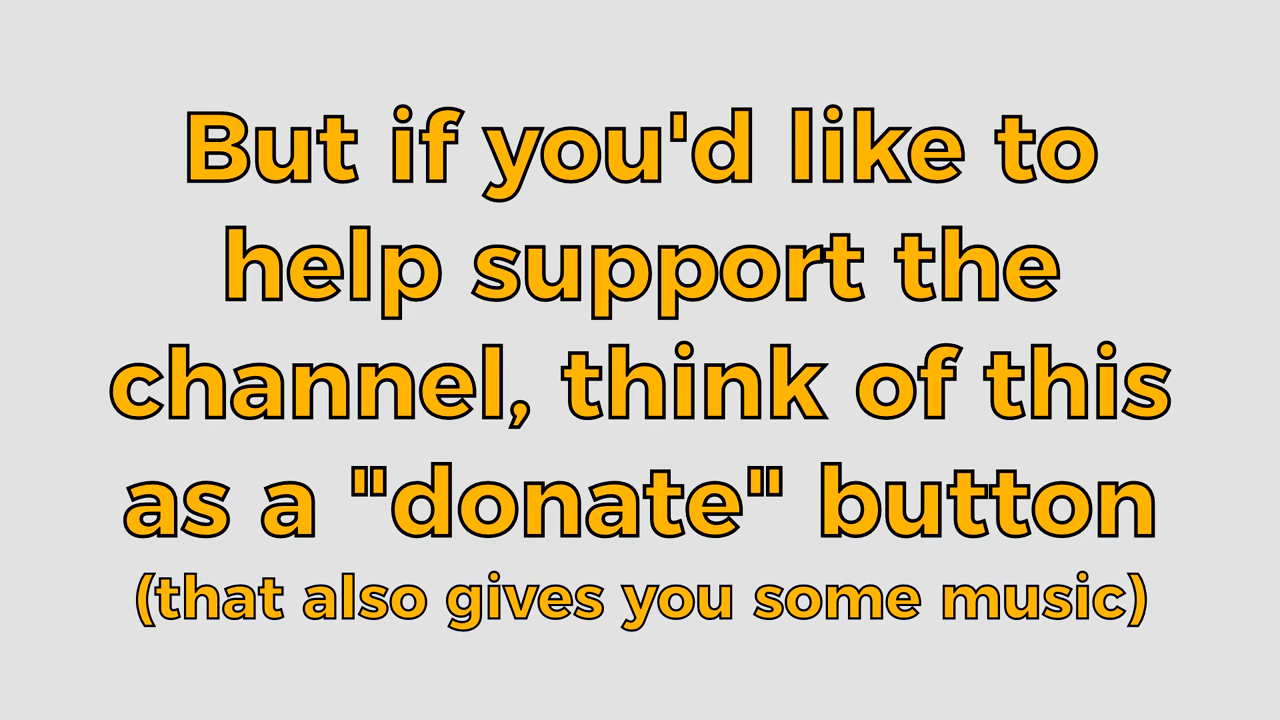 But if you'd like to
help support the
channel, think of this
as a "donate" button
(that also gives you some music)